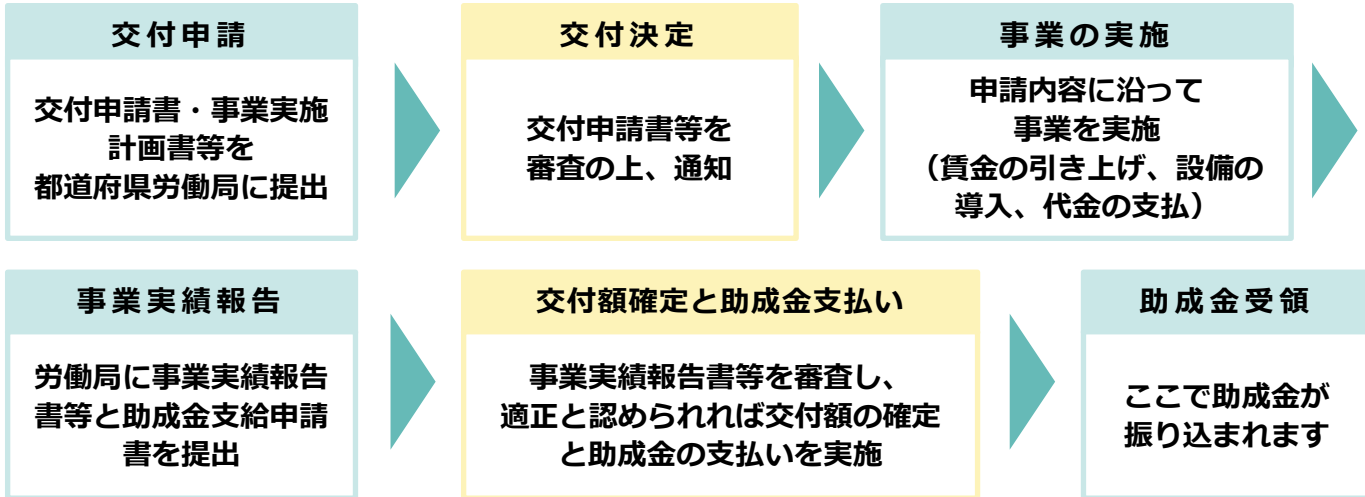 交付申請
交付申請書・事業実施
計画書等を
都道府県労働局に提出
交付決定
交付申請書等を
審査の上、通知
事業の実施
申請内容に沿って
事業を実施
（賃金の引き上げ、設備の
導入、代金の支払）
事業実績報告
労働局に事業実績報告
書等と助成金支給申請
書を提出
交付額確定と助成金支払い
事業実績報告書等を審査し、
適正と認められれば交付額の確定
と助成金の支払いを実施
助成金受領
ここで助成金が
振り込まれます